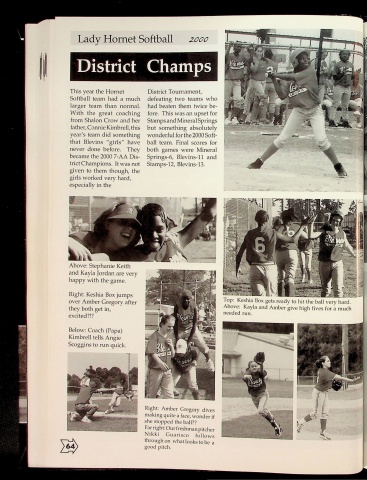 Lady Hornet Softball 2000
District Champs
This year the Hornet
Softball team had a much
larger team than normal.
With the great coaching
from Shalon Crow and her
father, Connie Kimbrell, this
year's team did something
that Blevins "girls" have
never done before. They
became the 2000 7-AA Dis-
trict Champions. It was not
given to them though, the
girls worked very hard,
especially in the
District Tournament,
defeating two teams who
had beaten them twice be-
fore. This was an upset for
Stamps and Mineral Springs
but something absolutely
wonderful for the 2000 Soft-
ball team. Final scores for
both games were Mineral
Springs-6, Blevins-11 and
Stamps-12, Blevins-13.
Above: Stephanie Keith
and Kayla Jordan are very
happy with the game.
Right: Keshia Box jumps
over Amber Gregory after
they both get in,
excited!!?
Below: Coach (Papa)
Kimbrell tells Angie
Scoggins to run quick.
Top: Keshia Box gets ready to hit the ball very hard.
Above: Kayla and Amber give high fives for a much
needed run.
Right: Amber Gregory dives
making quite a face, wonder if
she stopped the ball??
Far right: Our freshman pitcher
Nikki Guarisco follows
through on what looks to be a
good pitch.
64
6